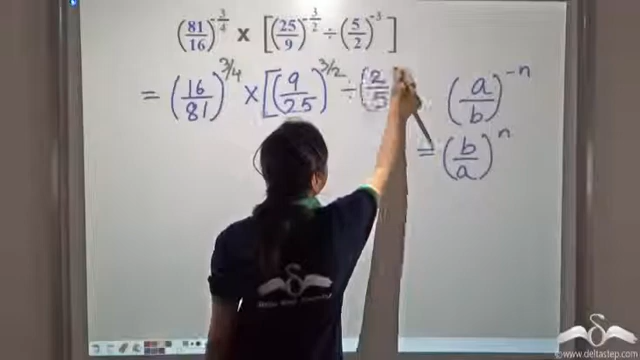 (81/16)^(-3/4) x [(25/9)^(-3/2) ÷ (5/2)^(-3)]
= (16/81)^(3/4) × [(9/25)^(3/2) ÷ (2/5
(a/b)^(-n)
= (b/a)^n
©www.deltastep.com